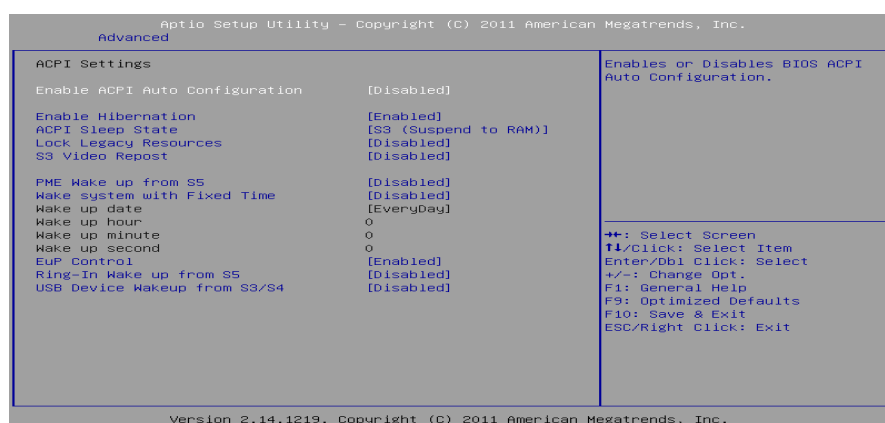 Aptio Setup Utility – Copyright (C) 2011 American Megatrends, Inc.
Advanced
ACPI Settings
Enable ACPI Auto Configuration [Disabled]
Enable Hibernation [Enabled]
ACPI Sleep State [S3 (Suspend to RAM)]
Lock Legacy Resources [Disabled]
S3 Video Repost [Disabled]
PME Wake up from S5 [Disabled]
Wake system with Fixed Time [Disabled]
Wake up date [EveryDay]
Wake up hour 0
Wake up minute 0
Wake up second 0
EuP Control [Enabled]
Ring-In Wake up from S5 [Disabled]
USB Device Wakeup from S3/S4 [Disabled]
Enables or Disables BIOS ACPI
Auto Configuration.
→←: Select Screen
↑↓/Click: Select Item
Enter/Dbl Click: Select
+/-: Change Opt.
F1: General Help
F9: Optimized Defaults
F10: Save & Exit
ESC/Right Click: Exit
Version 2.14.1219. Copyright (C) 2011 American Megatrends, Inc.